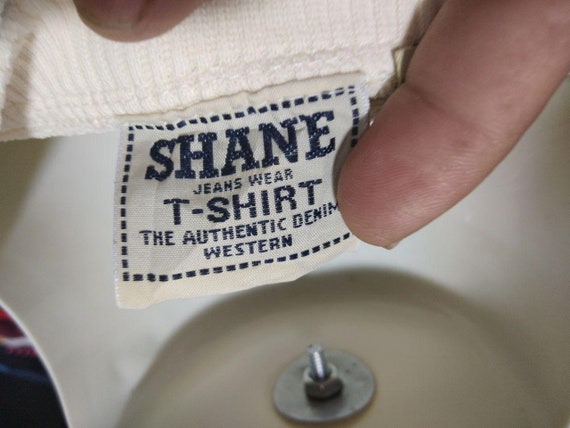 SHANE
JEANS WEAR
T-SHIRT
THE AUTHENTIC DENIM
WESTERN